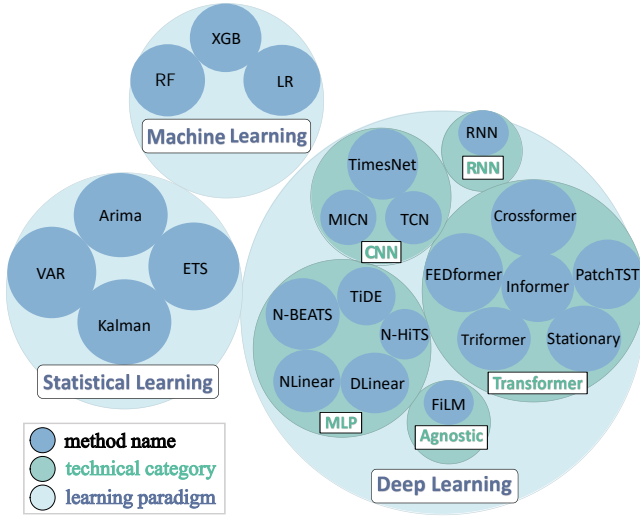 XGB
RF
LR
Machine Learning
Arima
VAR
ETS
Kalman
Statistical Learning
RNN
RNN
TimesNet
MICN
TCN
CNN
Crossformer
FEDformer
Informer
PatchTST
Triformer
Stationary
Transformer
TiDE
N-BEATS
N-HiTS
NLinear
DLinear
MLP
FiLM
Agnostic
Deep Learning
method name
technical category
learning paradigm